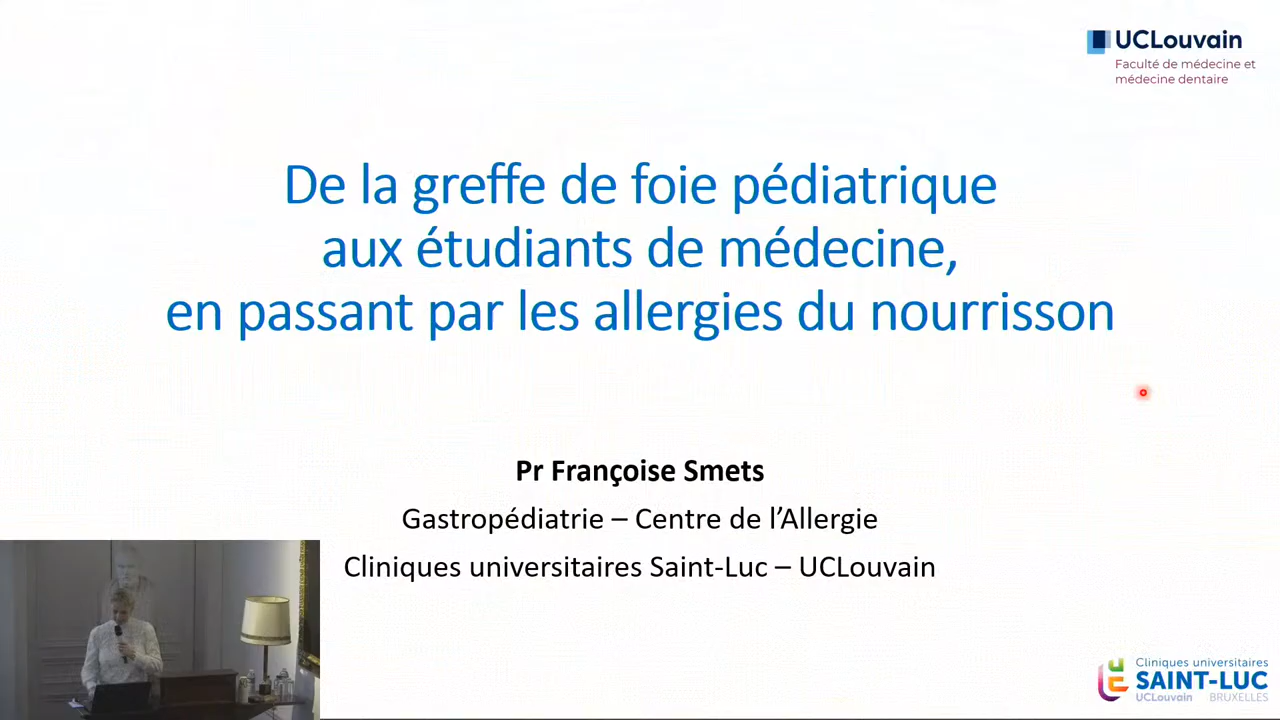 UCLouvain
Faculté de médecine et
médecine dentaire
De la greffe de foie pédiatrique
aux étudiants de médecine,
en passant par les allergies du nourrisson
Pr Françoise Smets
Gastropédiatrie – Centre de l'Allergie
Cliniques universitaires Saint-Luc – UCLouvain
Cliniques universitaires
SAINT-LUC
UCLouvain BRUXELLES